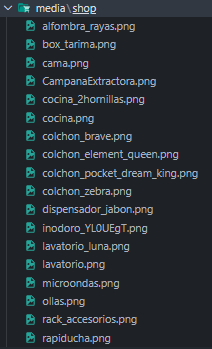 media\shop
alfombra_rayas.png
box_tarima.png
cama.png
CampanaExtractora.png
cocina_2hornillas.png
cocina.png
colchon_brave.png
colchon_element_queen.png
colchon_pocket_dream_king.png
colchon_zebra.png
dispensador_jabon.png
inodoro_YL0UEgT.png
lavatorio_luna.png
lavatorio.png
microondas.png
ollas.png
rack_accesorios.png
rapiducha.png